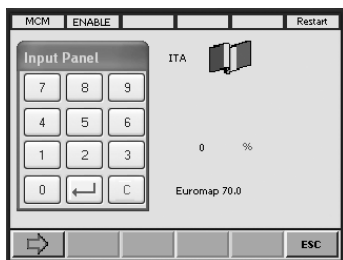 MCM ENABLE Restart
Input Panel
ITA
7 8 9
4 5 6
1 2 3
0 % 
0 C
Euromap 70.0
ESC